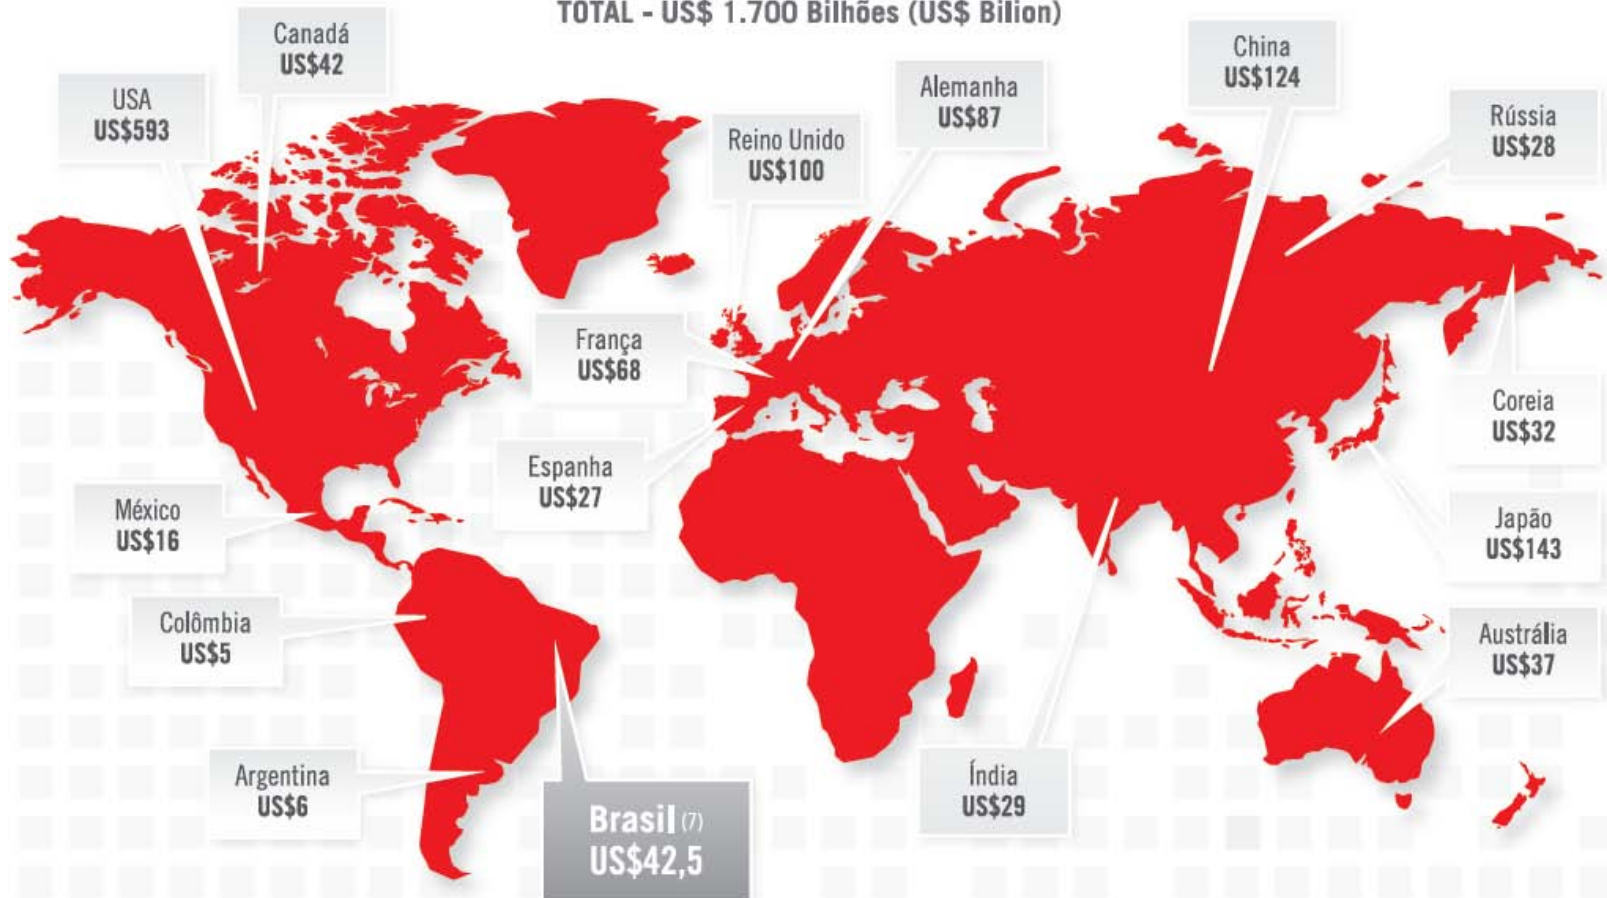 TOTAL - US$ 1.700 Bilhões (US$ Bilion)
Canadá
US$42
USA
US$593
China
US$124
Alemanha
US$87
Rússia
US$28
Reino Unido
US$100
França
US$68
Coreia
US$32
Espanha
US$27
México
US$16
Japão
US$143
Colômbia
US$5
Austrália
US$37
Argentina
US$6
Índia
US$29
Brasil (7)
US$42,5